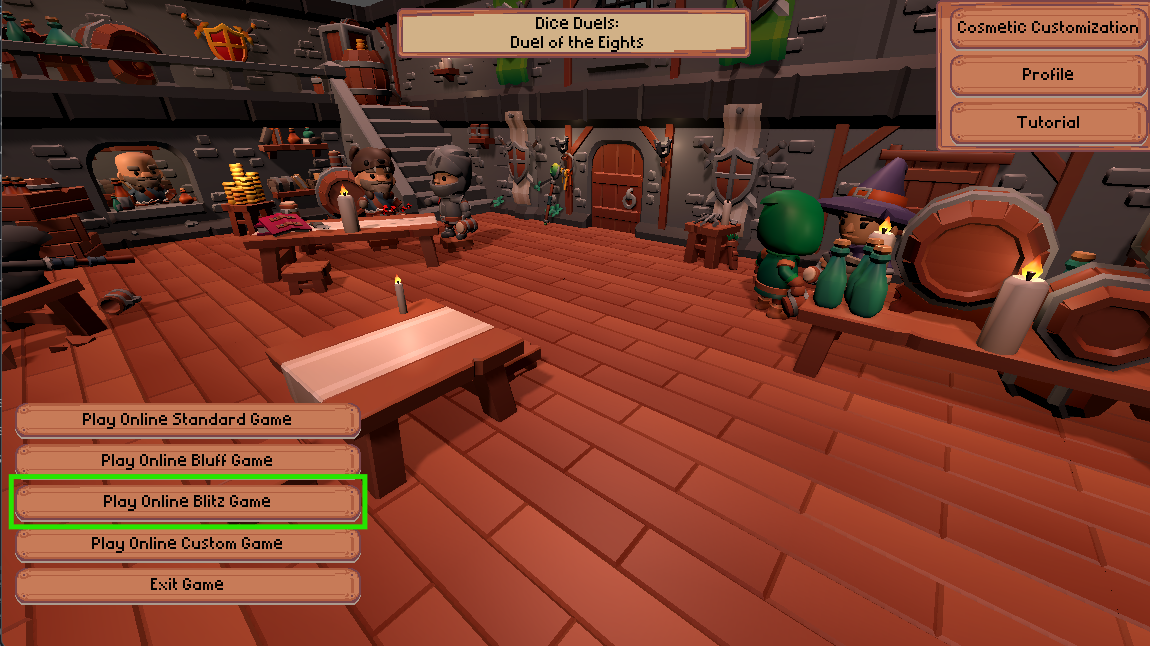 Dice Duels:
Duel of the Eights
Cosmetic Customization
Profile
Tutorial
Play Online Standard Game
Play Online Bluff Game
Play Online Blitz Game
Play Online Custom Game
Exit Game